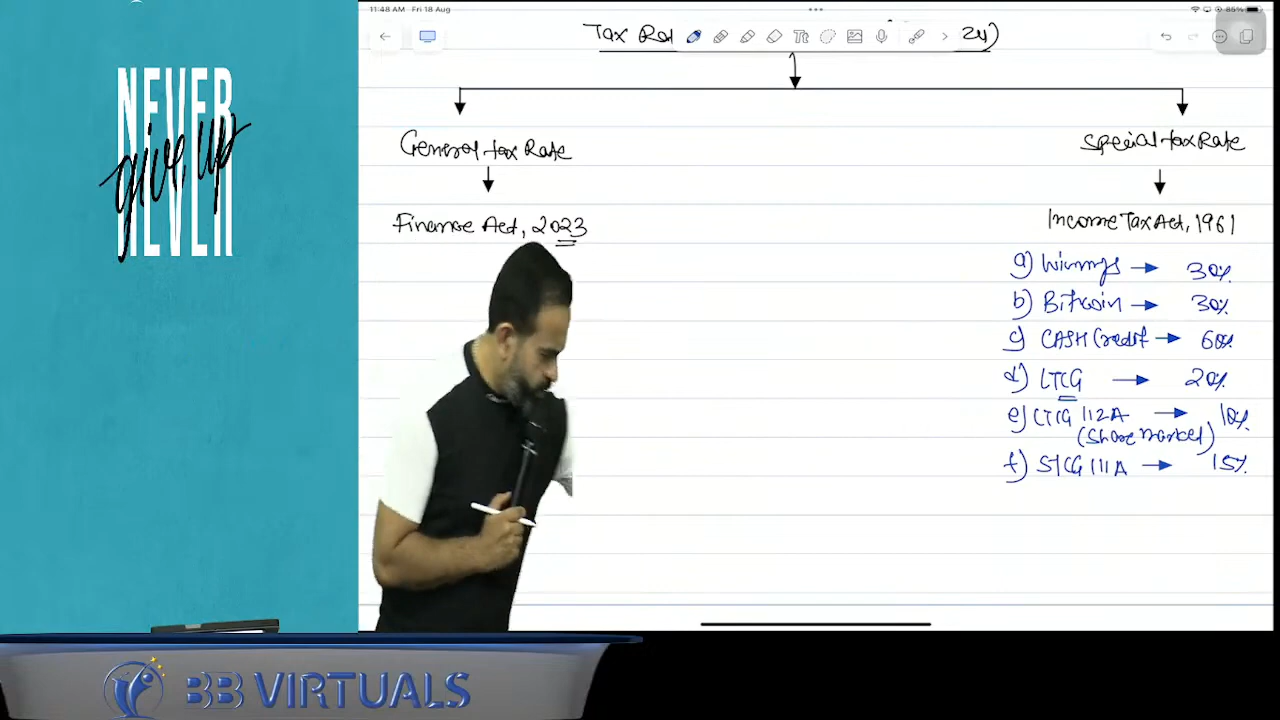 11:48 AM Fri 18 Aug
85%
Tax Rat 24)
NEVER
give up
NEVER
General tax Rate
Special tax Rate
Finance Act, 2023
Income Tax Act, 1961
a) Winnings → 30%
b) Bitcoin → 30%
c) CASH Credit → 60%
d) LTCG → 20%
e) LTCG 112A → 10%
(Share market)
f) STCG 111A → 15%
BB VIRTUALS